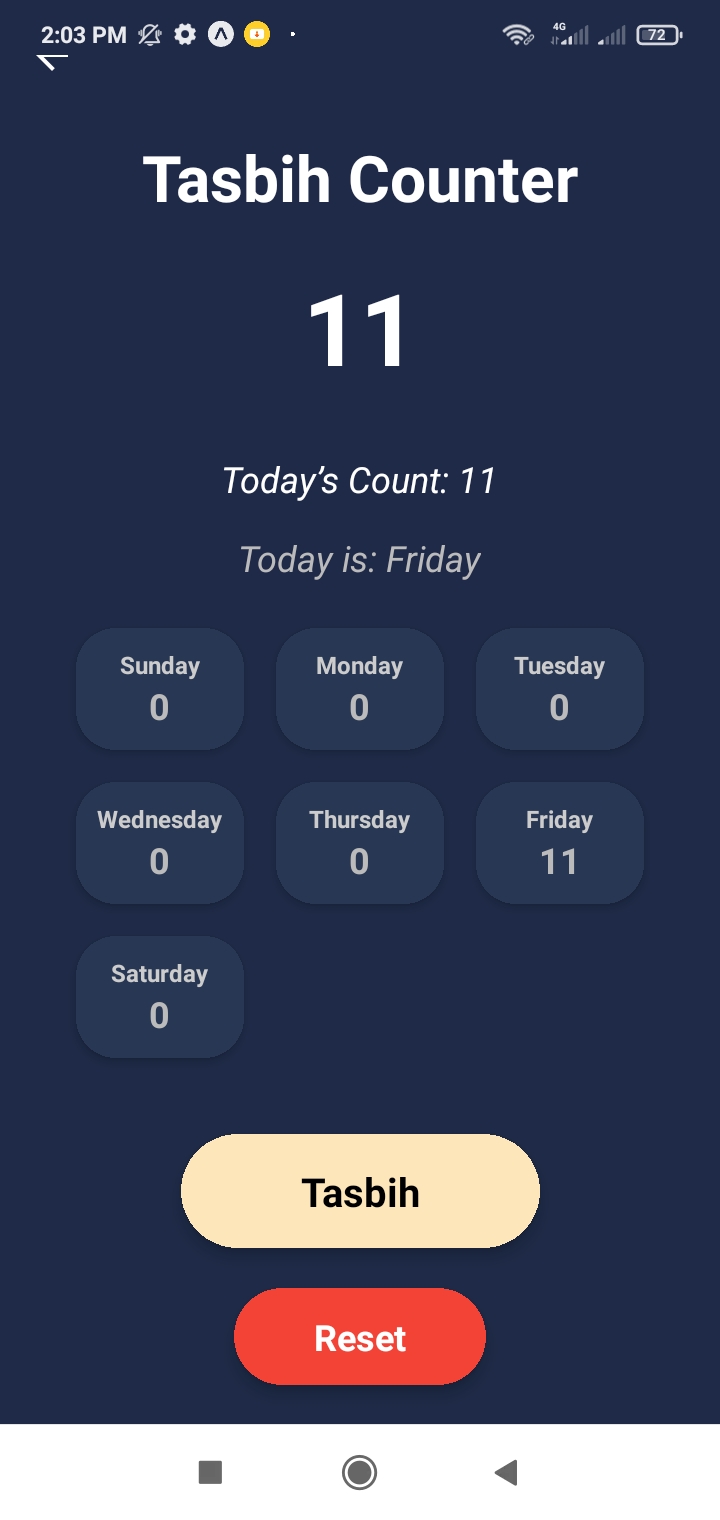 2:03 PM 4G 72
Tasbih Counter
11
Today's Count: 11
Today is: Friday
Sunday Monday Tuesday
0 0 0
Wednesday Thursday Friday
0 0 11
Saturday
0
Tasbih
Reset